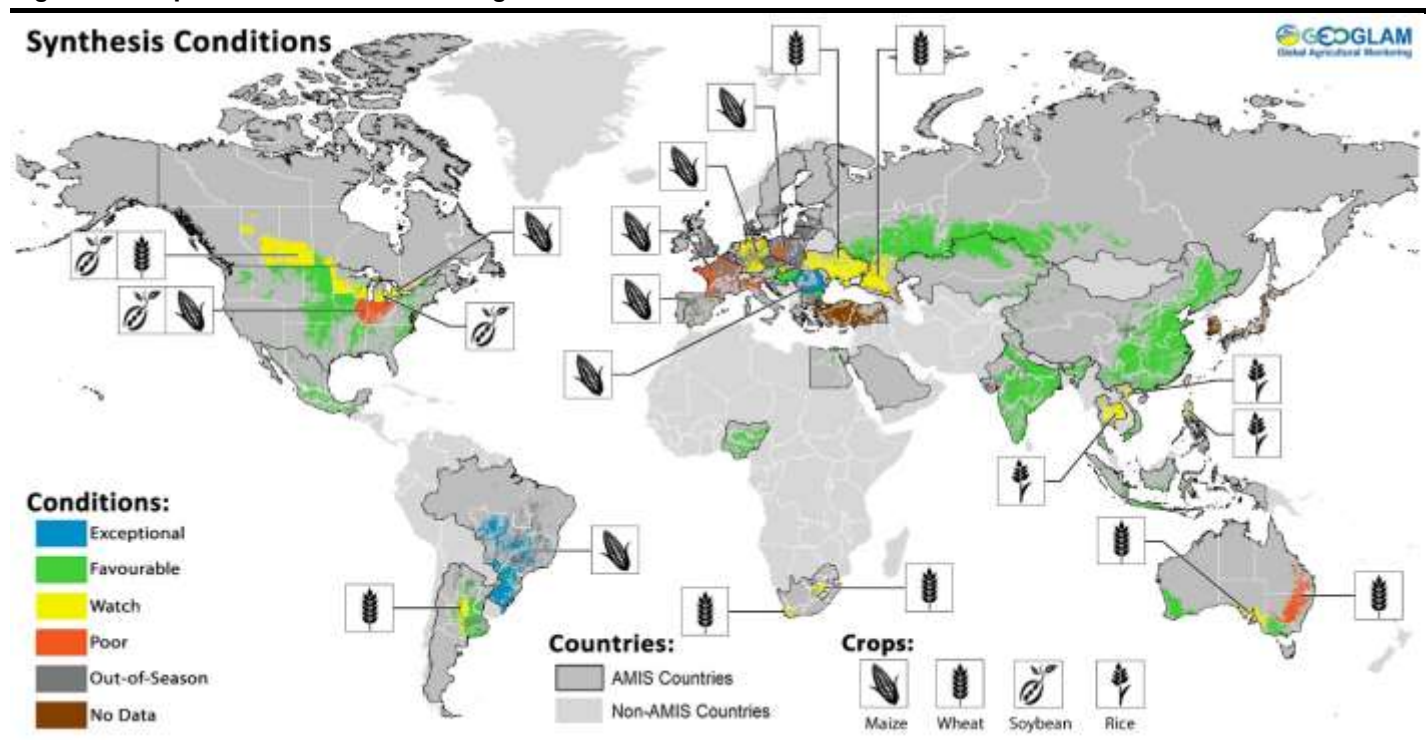 Synthesis Conditions
GEOGLAM
Global Agricultural Monitoring
Conditions:
Exceptional
Favourable
Watch
Poor
Out-of-Season
No Data
Countries:
AMIS Countries
Non-AMIS Countries
Crops:
Maize
Wheat
Soybean
Rice